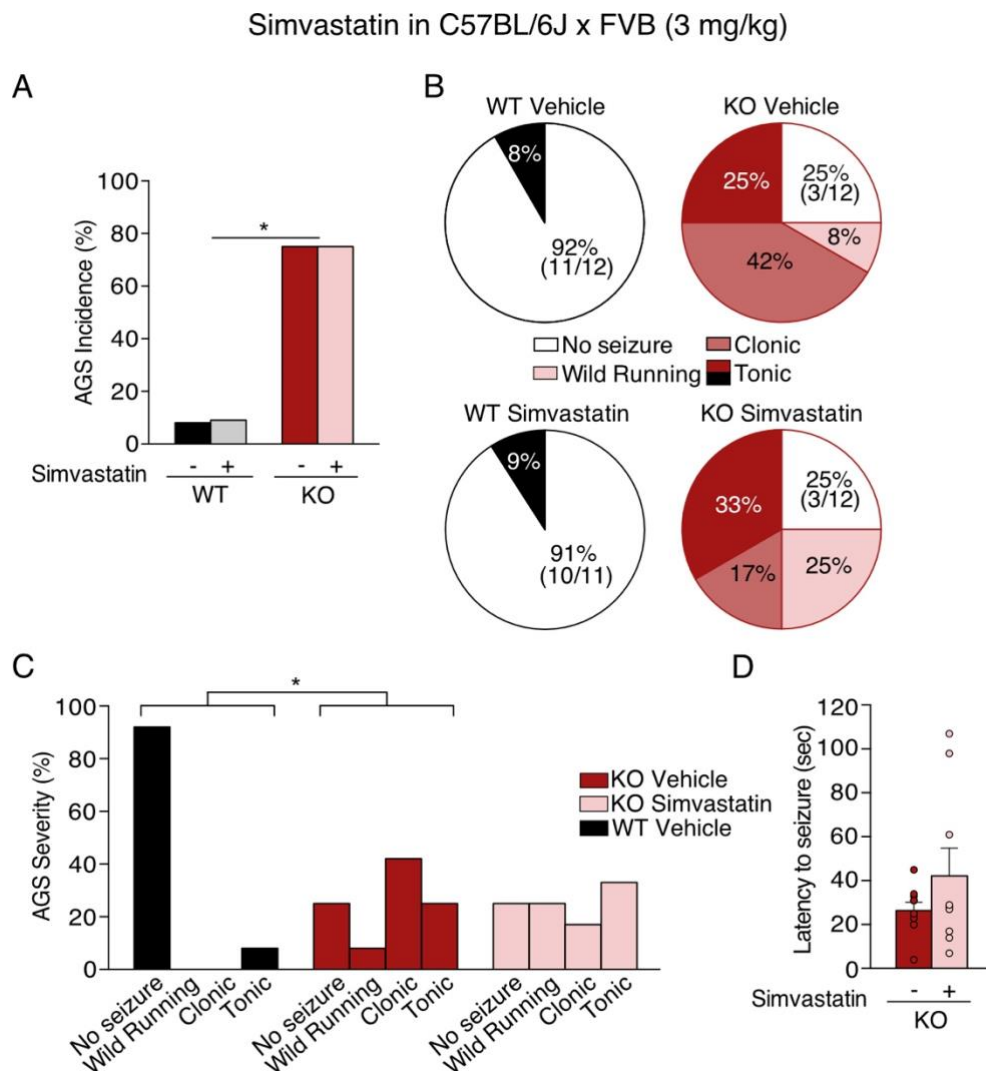 Simvastatin in C57BL/6J x FVB (3 mg/kg)
A
AGS Incidence (%)
100
80
60
40
20
0
*
Simvastatin
- + - +
WT KO
B
WT Vehicle
8%
92%
(11/12)
KO Vehicle
25%
25%
(3/12)
8%
42%
No seizure
Clonic
Wild Running
Tonic
WT Simvastatin
9%
91%
(10/11)
KO Simvastatin
33%
25%
(3/12)
17%
25%
C
AGS Severity (%)
100
80
60
40
20
0
*
KO Vehicle
KO Simvastatin
WT Vehicle
No seizure
Wild Running
Clonic
Tonic
No seizure
Wild Running
Clonic
Tonic
No seizure
Wild Running
Clonic
Tonic
D
Latency to seizure (sec)
120
100
80
60
40
20
0
Simvastatin
- +
KO